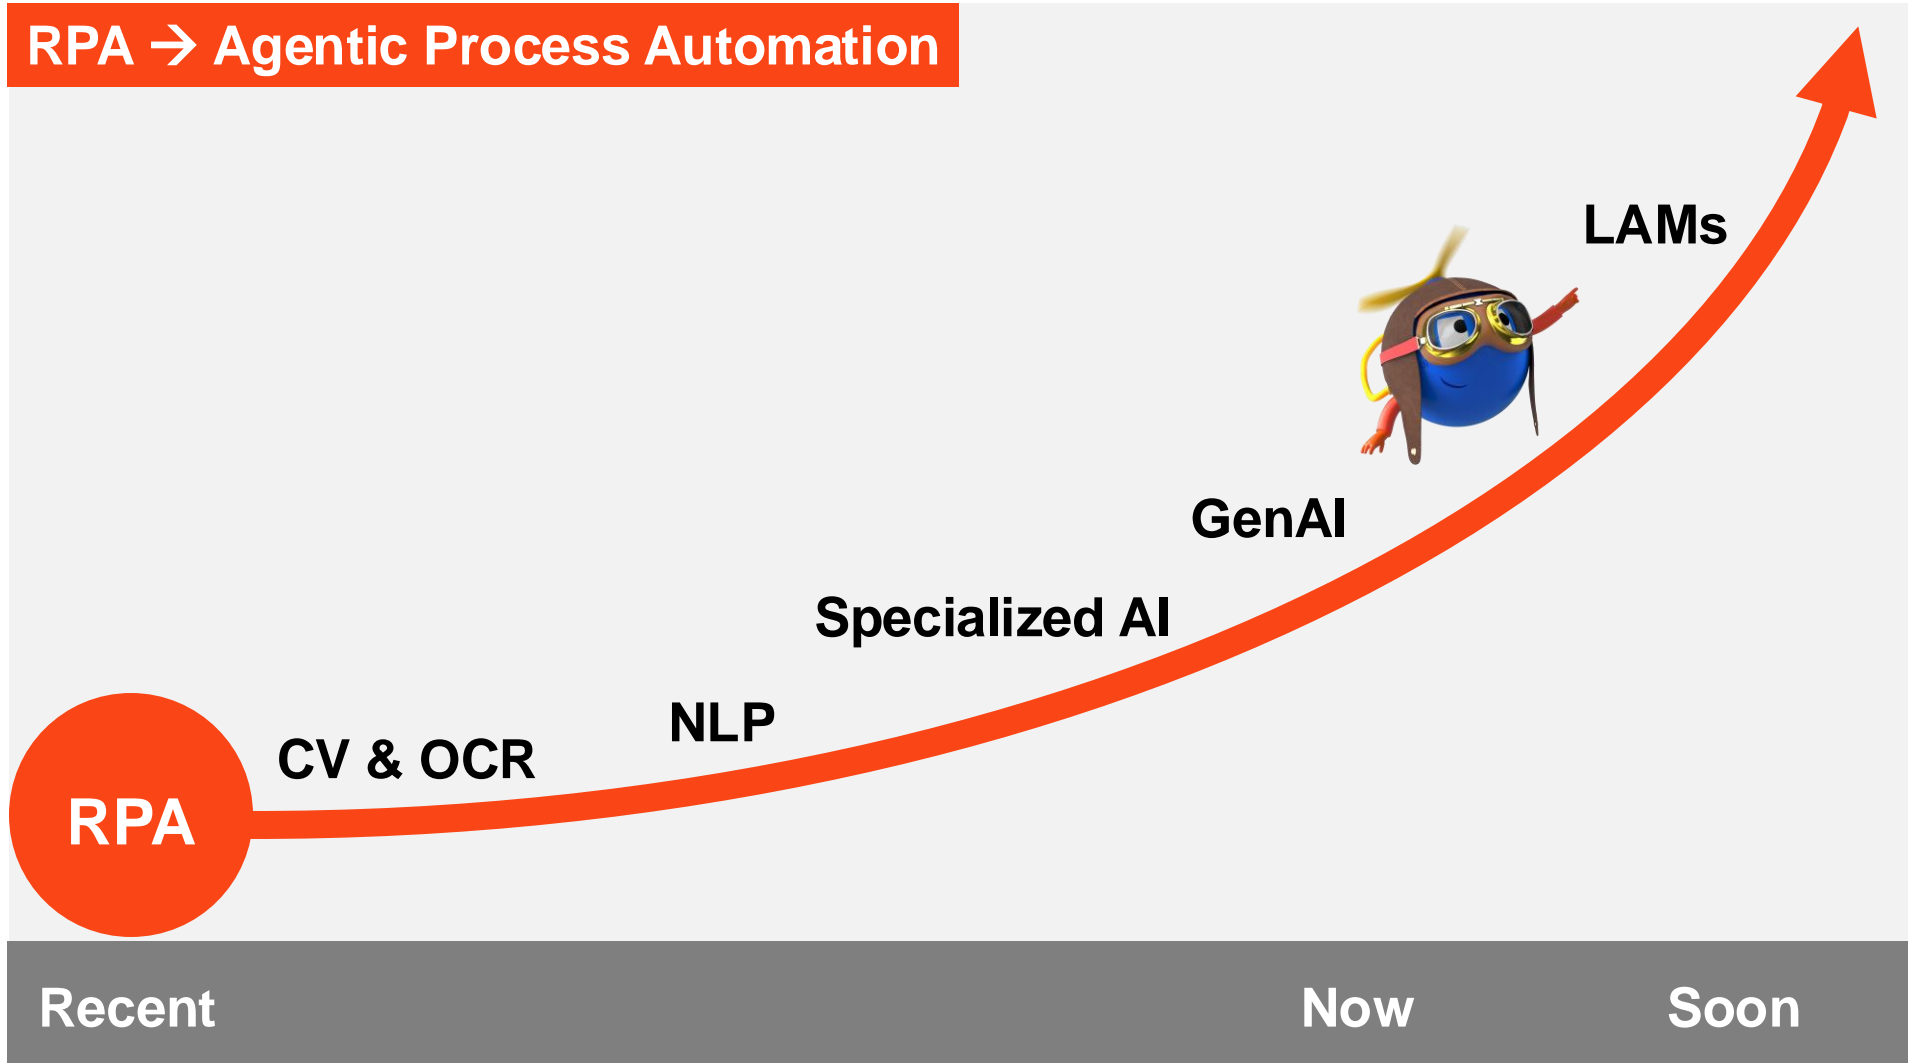 RPA → Agentic Process Automation
LAMs
GenAI
Specialized AI
NLP
CV & OCR
RPA
Recent Now Soon